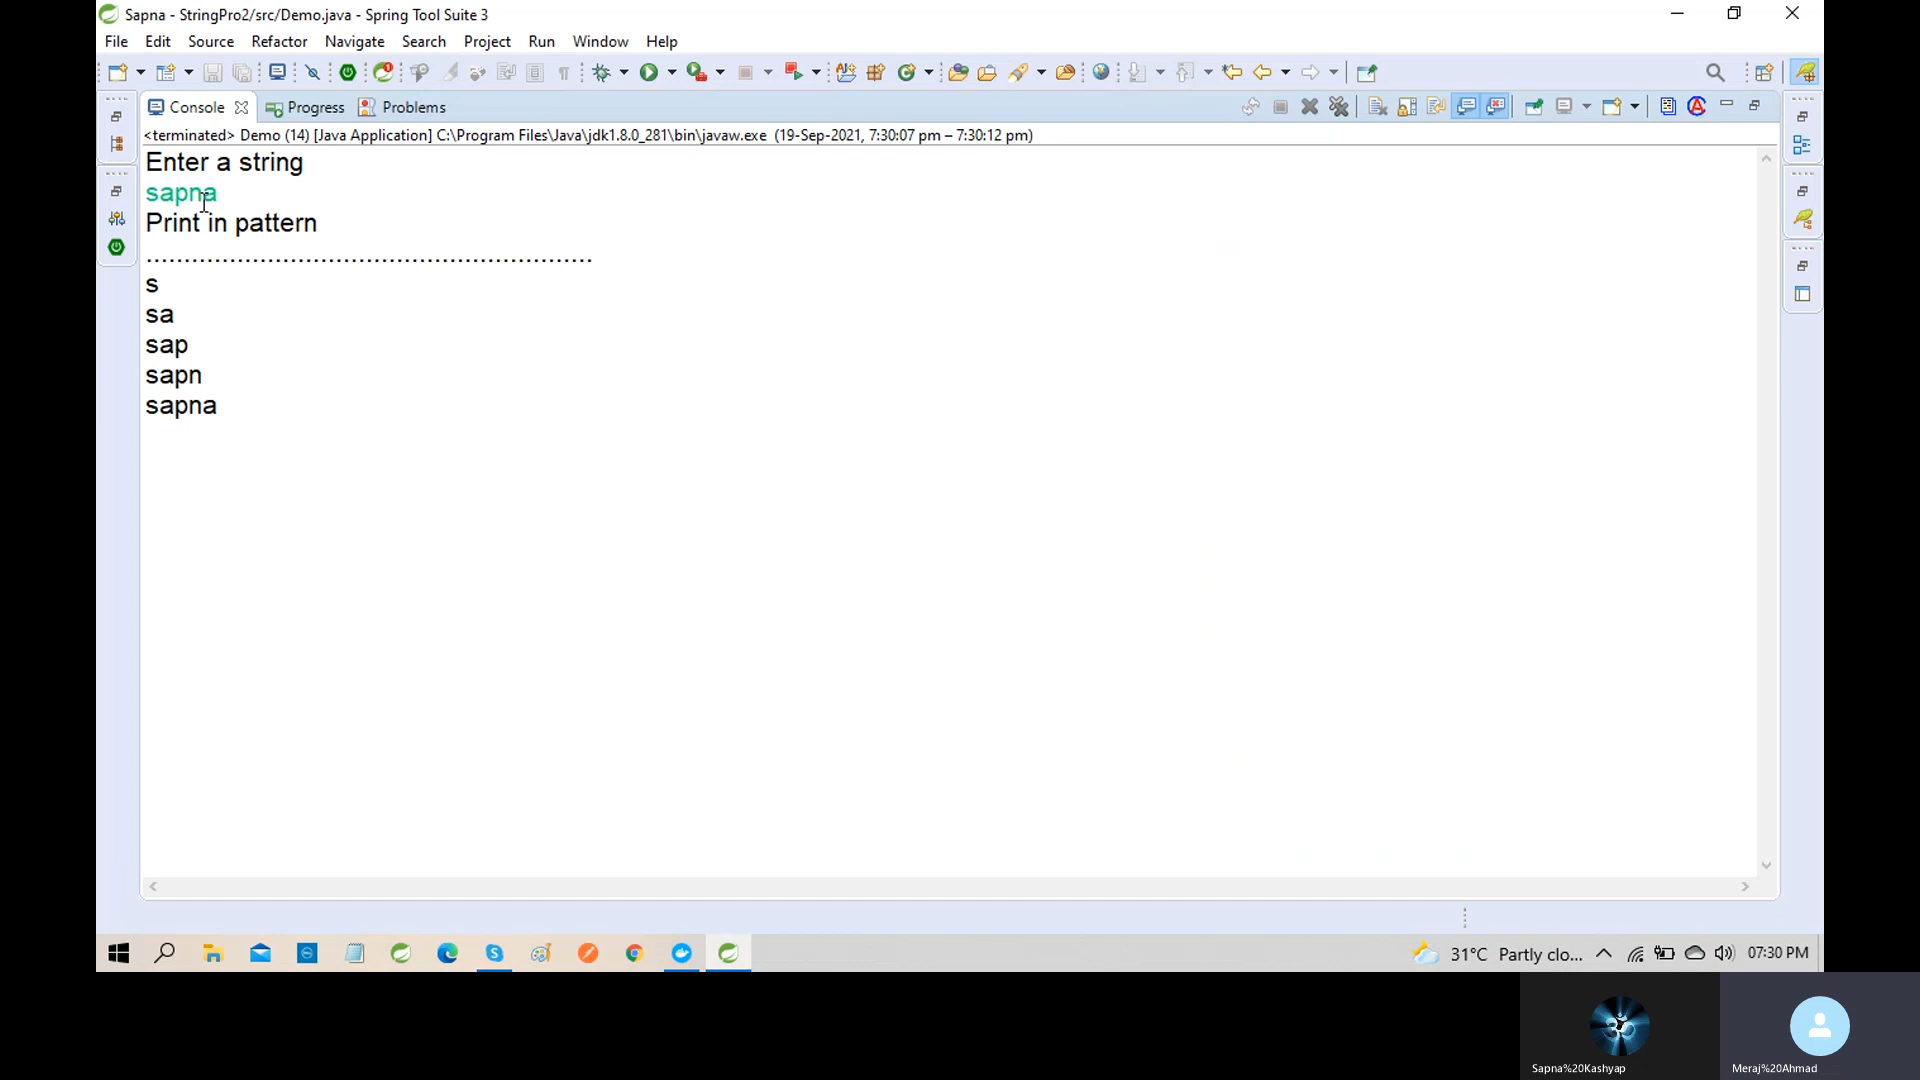 Sapna - StringPro2/src/Demo.java - Spring Tool Suite 3
File Edit Source Refactor Navigate Search Project Run Window Help
Console Progress Problems
<terminated> Demo (14) [Java Application] C:\Program Files\Java\jdk1.8.0_281\bin\javaw.exe (19-Sep-2021, 7:30:07 pm – 7:30:12 pm)
Enter a string
sapna
Print in pattern
.........................................................
s
sa
sap
sapn
sapna
31°C Partly clo... 07:30 PM
Sapna%20Kashyap Meraj%20Ahmad